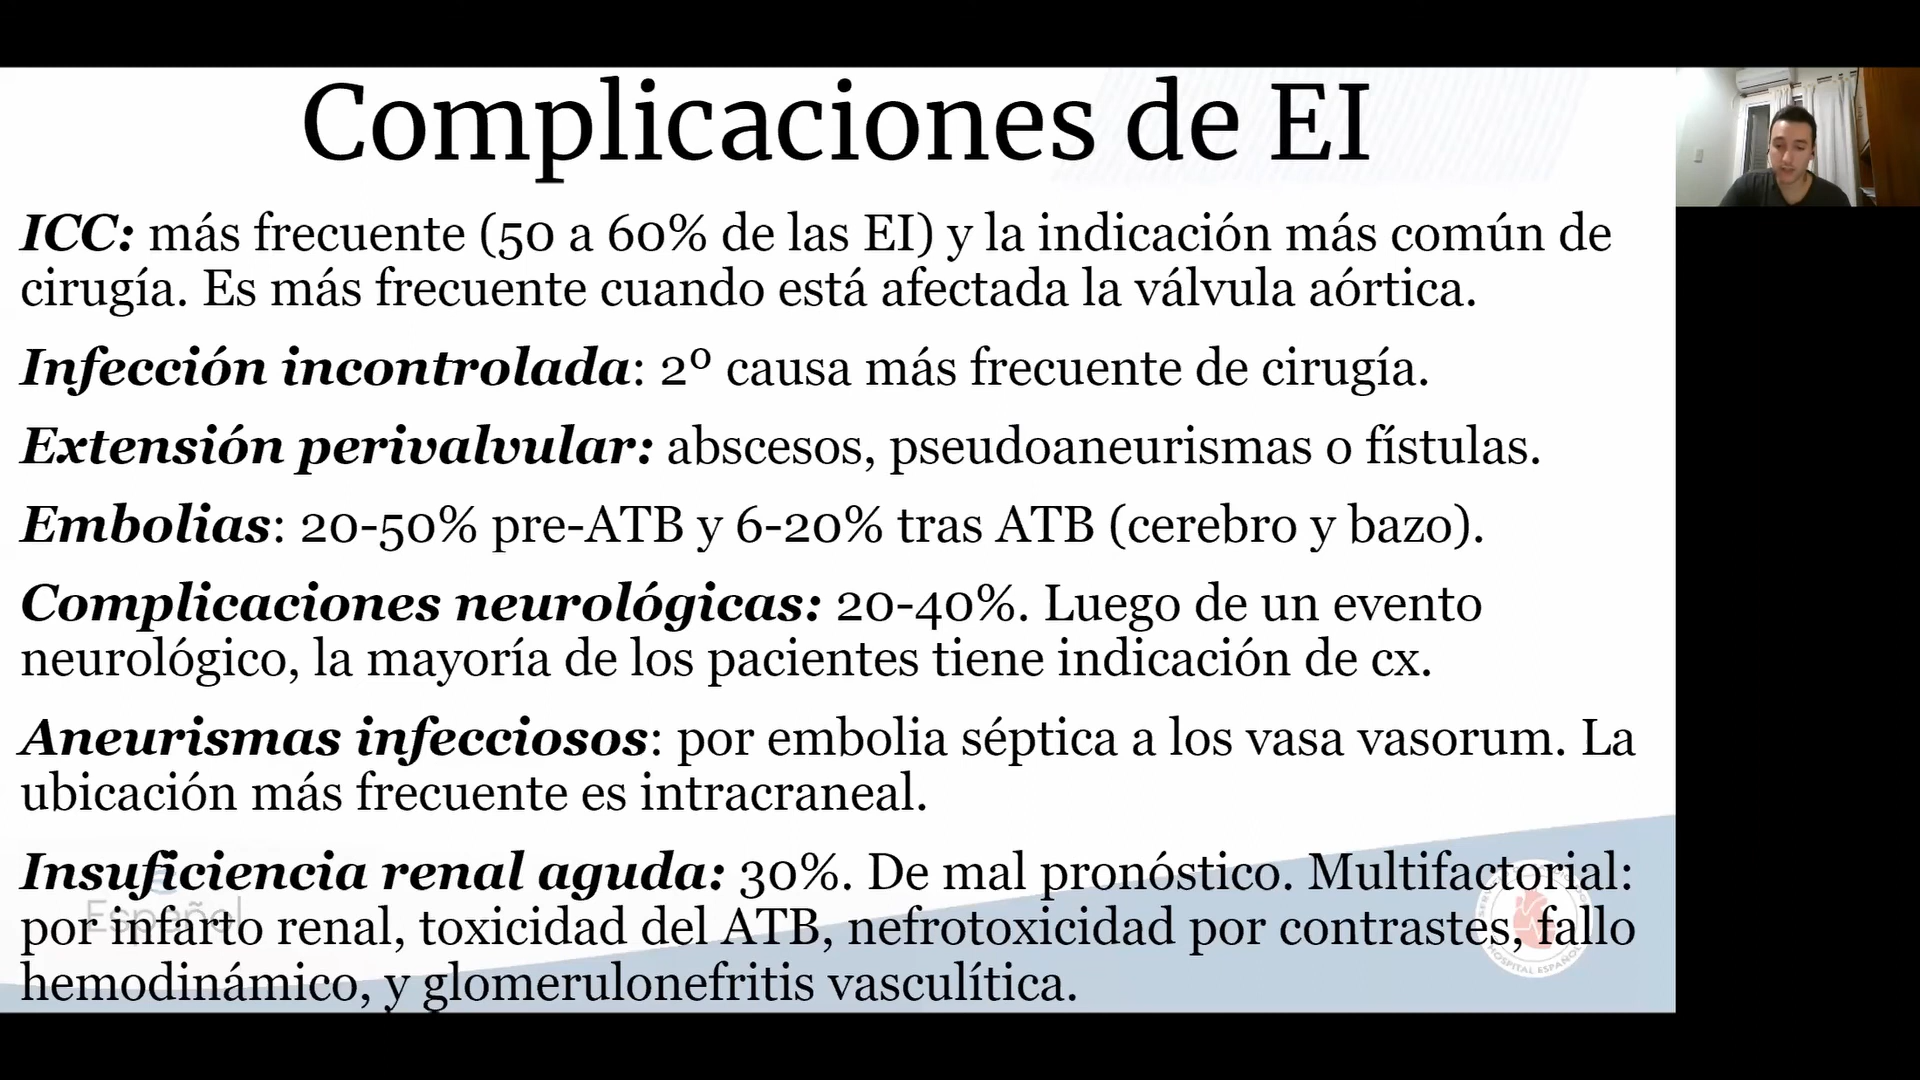 Complicaciones de EI
ICC: más frecuente (50 a 60% de las EI) y la indicación más común de
cirugía. Es más frecuente cuando está afectada la válvula aórtica.
Infección incontrolada: 2º causa más frecuente de cirugía.
Extensión perivalvular: abscesos, pseudoaneurismas o fístulas.
Embolias: 20-50% pre-ATB y 6-20% tras ATB (cerebro y bazo).
Complicaciones neurológicas: 20-40%. Luego de un evento
neurológico, la mayoría de los pacientes tiene indicación de cx.
Aneurismas infecciosos: por embolia séptica a los vasa vasorum. La
ubicación más frecuente es intracraneal.
Insuficiencia renal aguda: 30%. De mal pronóstico. Multifactorial:
por infarto renal, toxicidad del ATB, nefrotoxicidad por contrastes, fallo
hemodinámico, y glomerulonefritis vasculítica.
Español
HOSPITAL ESPAÑOL